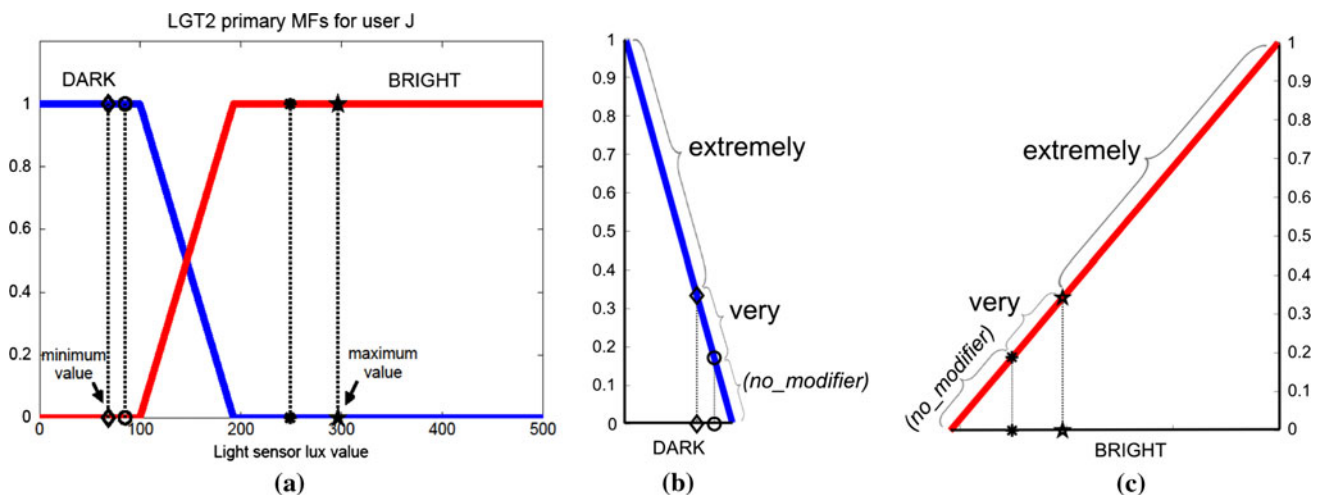 LGT2 primary MFs for user J
DARK
BRIGHT
1
0.8
0.6
0.4
0.2
0
minimum
value
maximum
value
0
100
200
300
400
500
Light sensor lux value
(a)
1
0.9
0.8
0.7
0.6
0.5
0.4
0.3
0.2
0.1
0
extremely
very
(no_modifier)
DARK
(b)
extremely
very
(no_modifier)
1
0.9
0.8
0.7
0.6
0.5
0.4
0.3
0.2
0.1
0
BRIGHT
(c)